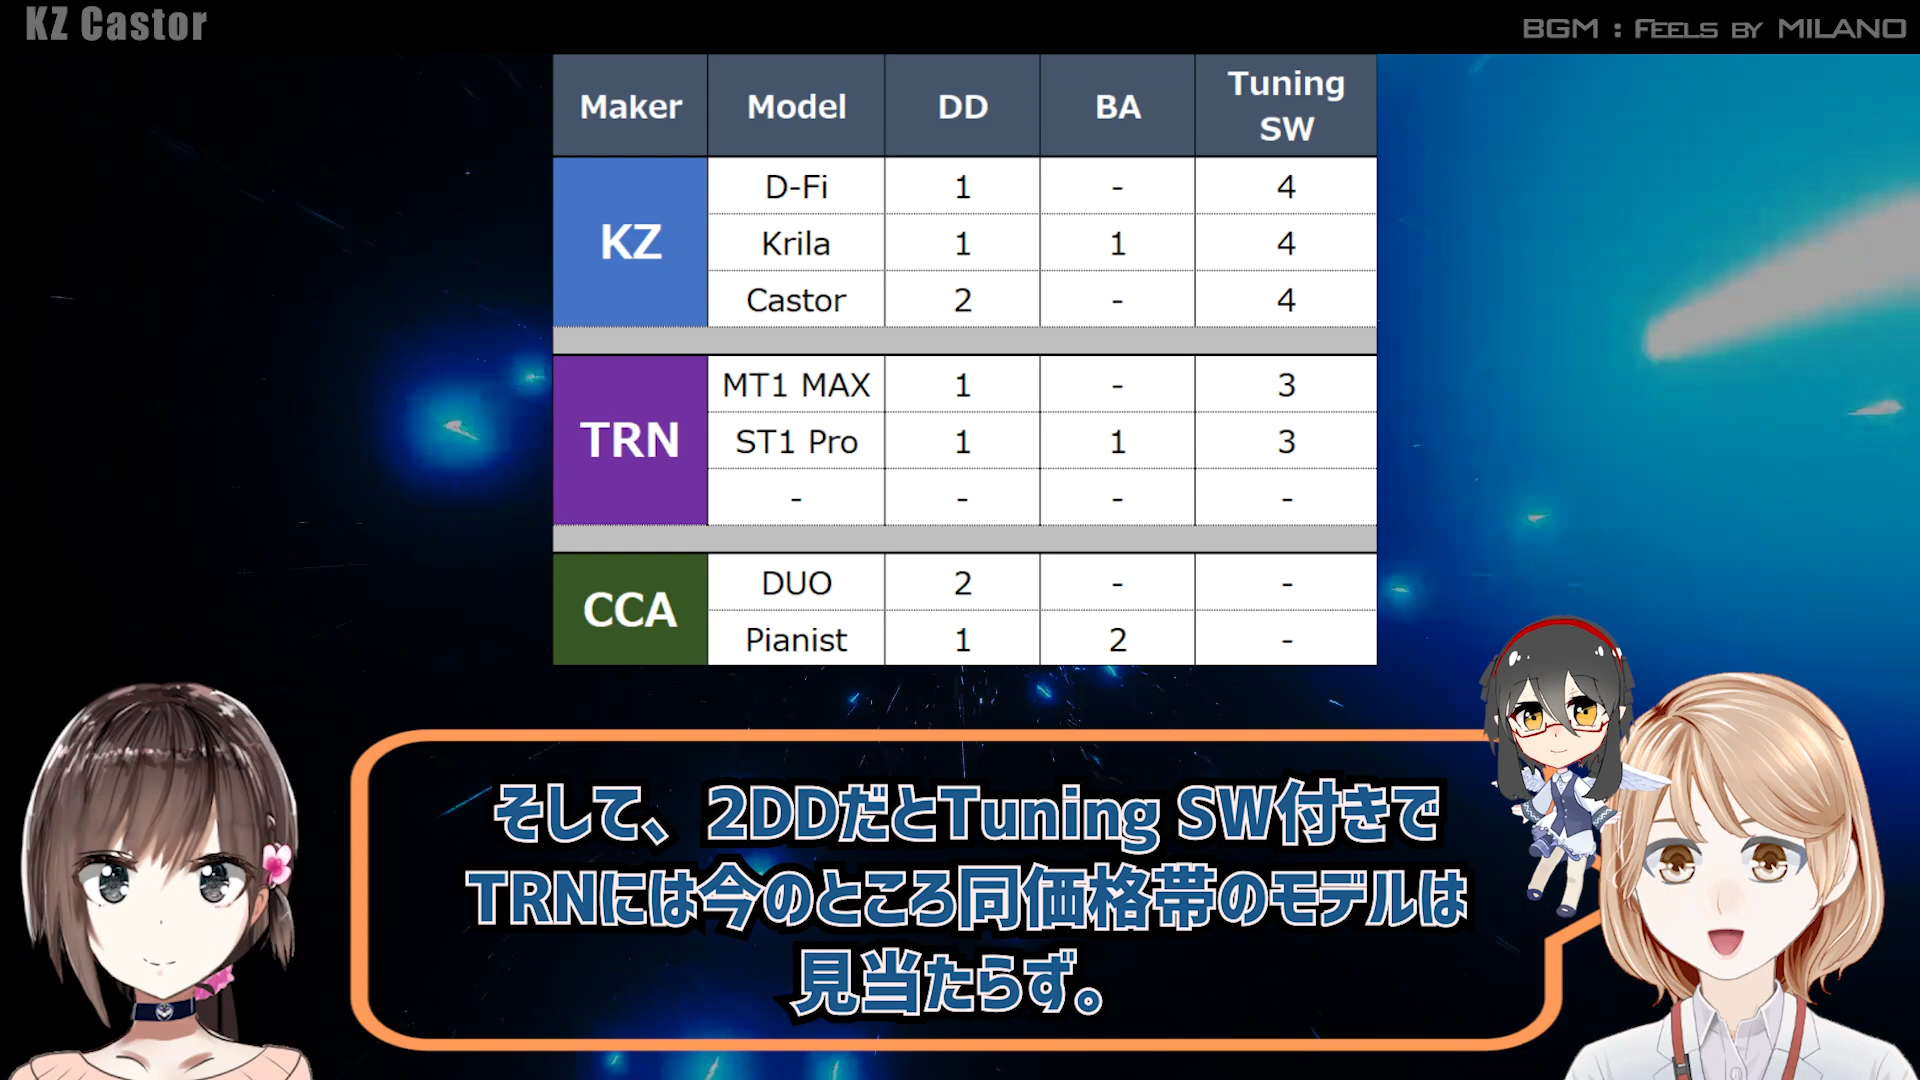 KZ Castor
BGM : Feels by MILANO
Maker Model DD BA Tuning SW
KZ
D-Fi 1 - 4
Krila 1 1 4
Castor 2 - 4
TRN
MT1 MAX 1 - 3
ST1 Pro 1 1 3
- - - -
CCA
DUO 2 - -
Pianist 1 2 -
そして、2DDだとTuning SW付きで
TRNには今のところ同価格帯のモデルは
見当たらず。